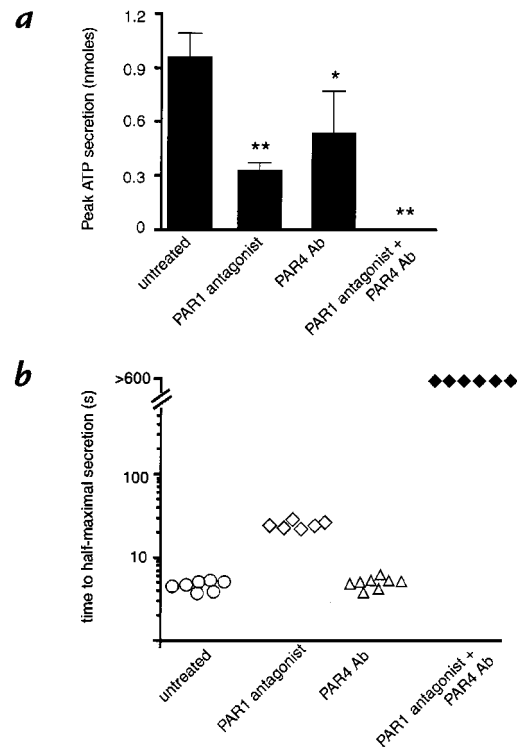 a
Peak ATP secretion (nmoles)
1.2
0.9
0.6
0.3
0
**
*
**
untreated
PAR1 antagonist
PAR4 Ab
PAR1 antagonist +
PAR4 Ab
b
time to half-maximal secretion (s)
>600
100
10
untreated
PAR1 antagonist
PAR4 Ab
PAR1 antagonist +
PAR4 Ab